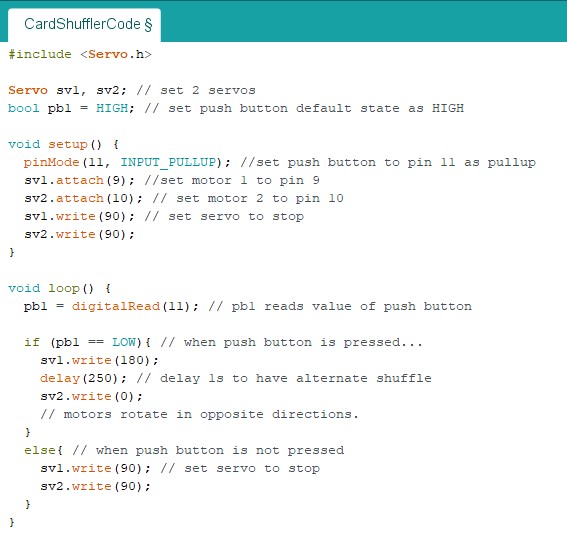 CardShufflerCode §
#include <Servo.h>
Servo sv1, sv2; // set 2 servos
bool pb1 = HIGH; // set push button default state as HIGH
void setup() {
pinMode(11, INPUT_PULLUP); //set push button to pin 11 as pullup
sv1.attach(9); //set motor 1 to pin 9
sv2.attach(10); // set motor 2 to pin 10
sv1.write(90); // set servo to stop
sv2.write(90);
}
void loop() {
pb1 = digitalRead(11); // pb1 reads value of push button
if (pb1 == LOW){ // when push button is pressed...
sv1.write(180);
delay(250); // delay 1s to have alternate shuffle
sv2.write(0);
// motors rotate in opposite directions.
}
else{ // when push button is not pressed
sv1.write(90); // set servo to stop
sv2.write(90);
}
}